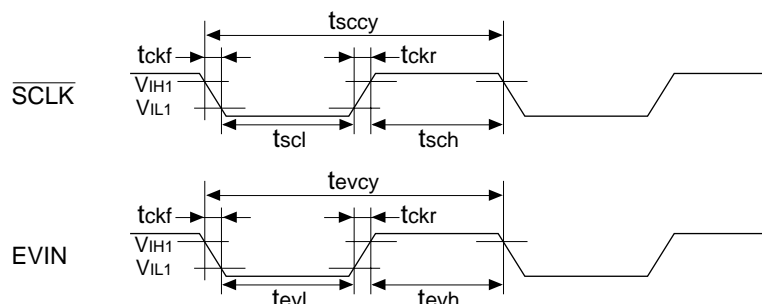 tsccy
tckf
tckr
SCLK
VIH1
VIL1
tscl
tsch
tevcy
tckf
tckr
EVIN
VIH1
VIL1
tevl
tevh